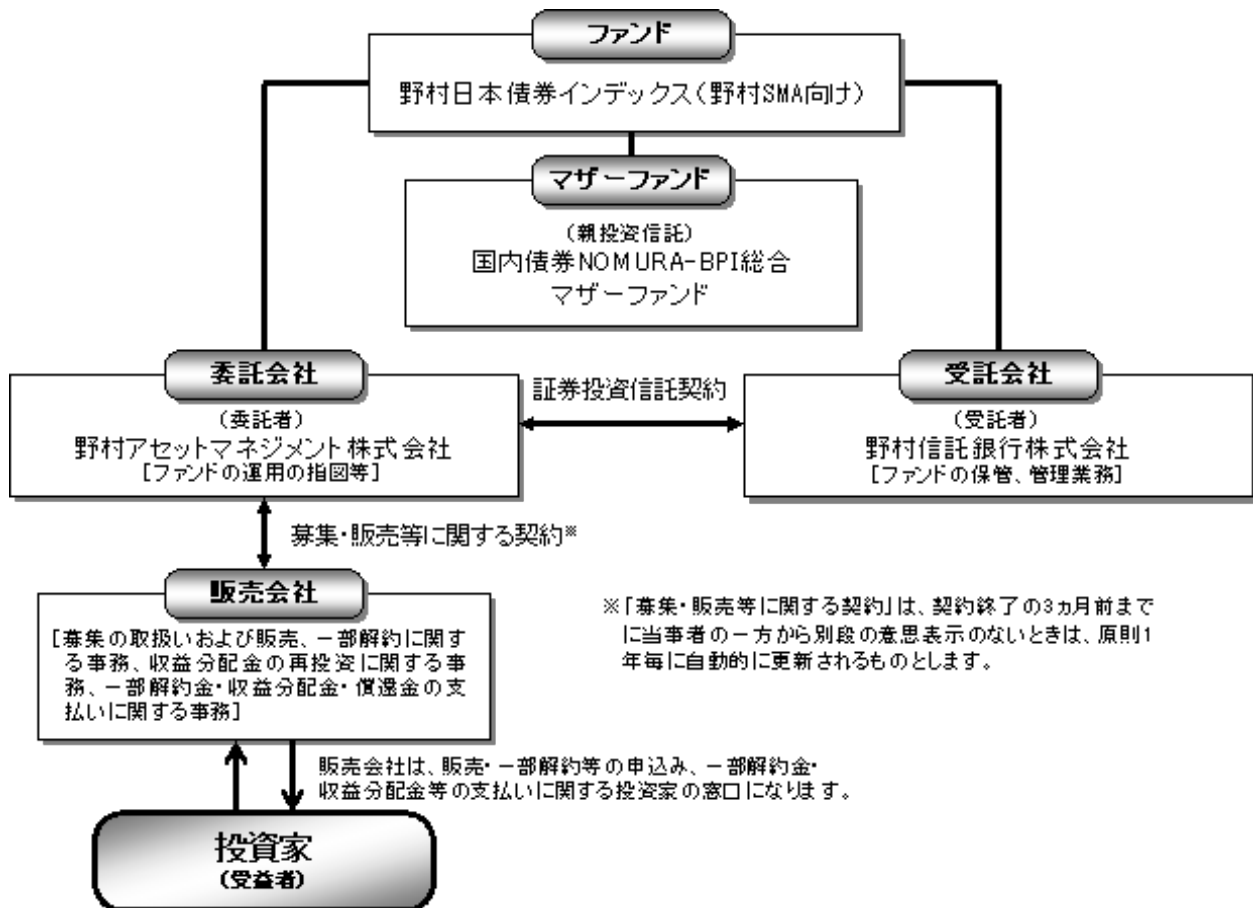 ファンド
野村日本債券インデックス(野村SMA向け)
マザーファンド
(親投資信託)
国内債券NOMURA-BPI総合
マザーファンド
委託会社
(委託者)
野村アセットマネジメント株式会社
[ファンドの運用の指図等]
証券投資信託契約
受託会社
(受託者)
野村信託銀行株式会社
[ファンドの保管、管理業務]
募集・販売等に関する契約※
販売会社
[募集の取扱いおよび販売、一部解約に関す
る事務、収益分配金の再投資に関する事
務、一部解約金・収益分配金・償還金の支
払いに関する事務]
※「募集・販売等に関する契約」は、契約終了の3ヵ月前まで
に当事者の一方から別段の意思表示のないときは、原則1
年毎に自動的に更新されるものとします。
販売会社は、販売・一部解約等の申込み、一部解約金・
収益分配金等の支払いに関する投資家の窓口になります。
投資家
(受益者)